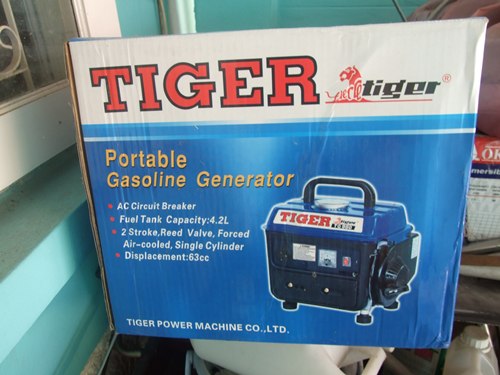 TIGER
tiger®
Portable
Gasoline Generator
• AC Circuit Breaker
• Fuel Tank Capacity:4.2L
• 2 Stroke,Reed Valve, Forced
Air-cooled, Single Cylinder
• Displacement:63cc
TIGER
TIGER POWER MACHINE CO.,LTD.